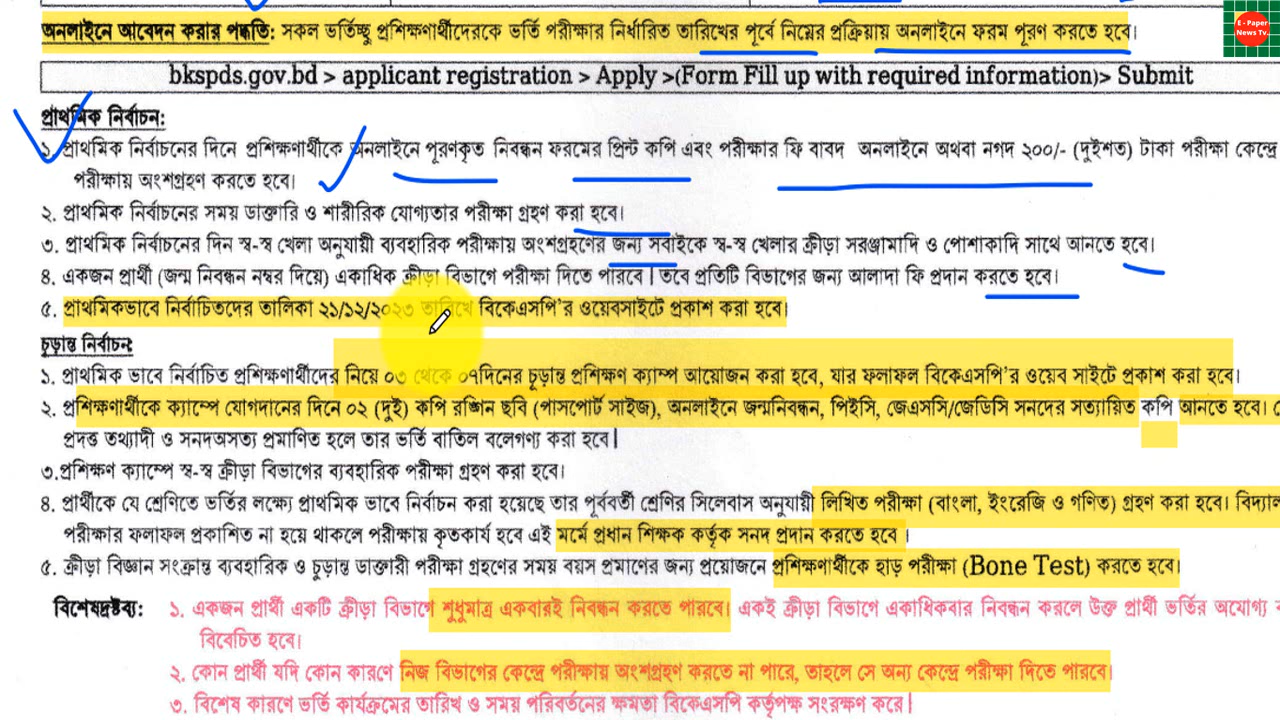 অনলাইনে আবেদন করার পদ্ধতি: সকল ভর্তিচ্ছু প্রশিক্ষণার্থীদেরকে ভর্তি পরীক্ষার নির্ধারিত তারিখের পূর্বে নিম্নের প্রক্রিয়ায় অনলাইনে ফরম পূরণ করতে হবে।
E - Paper
News Tv.
bkspds.gov.bd > applicant registration > Apply >(Form Fill up with required information)> Submit
প্রাথমিক নির্বাচন:
১. প্রাথমিক নির্বাচনের দিনে প্রশিক্ষণার্থীকে অনলাইনে পূরণকৃত নিবন্ধন ফরমের প্রিন্ট কপি এবং পরীক্ষার ফি বাবদ অনলাইনে অথবা নগদ ২০০/- (দুইশত) টাকা পরীক্ষা কেন্দ্রে
পরীক্ষায় অংশগ্রহণ করতে হবে।
২. প্রাথমিক নির্বাচনের সময় ডাক্তারি ও শারীরিক যোগ্যতার পরীক্ষা গ্রহণ করা হবে।
৩. প্রাথমিক নির্বাচনের দিন স্ব-স্ব খেলা অনুযায়ী ব্যবহারিক পরীক্ষায় অংশগ্রহণের জন্য সবাইকে স্ব-স্ব খেলার ক্রীড়া সরঞ্জামাদি ও পোশাকাদি সাথে আনতে হবে।
৪. একজন প্রার্থী (জন্ম নিবন্ধন নম্বর দিয়ে) একাধিক ক্রীড়া বিভাগে পরীক্ষা দিতে পারবে। তবে প্রতিটি বিভাগের জন্য আলাদা ফি প্রদান করতে হবে।
৫. প্রাথমিকভাবে নির্বাচিতদের তালিকা ২১/১২/২০২৩ তারিখে বিকেএসপি'র ওয়েবসাইটে প্রকাশ করা হবে।
চূড়ান্ত নির্বাচন:
১. প্রাথমিক ভাবে নির্বাচিত প্রশিক্ষণার্থীদের নিয়ে ০৩ থেকে ০৭দিনের চূড়ান্ত প্রশিক্ষণ ক্যাম্প আয়োজন করা হবে, যার ফলাফল বিকেএসপি'র ওয়েব সাইটে প্রকাশ করা হবে।
২. প্রশিক্ষণার্থীকে ক্যাম্পে যোগদানের দিনে ০২ (দুই) কপি রঙ্গিন ছবি (পাসপোর্ট সাইজ), অনলাইনে জন্মনিবন্ধন, পিইসি, জেএসসি/জেডিসি সনদের সত্যায়িত কপি আনতে হবে।
প্রদত্ত তথ্যাদী ও সনদঅসত্য প্রমাণিত হলে তার ভর্তি বাতিল বলেগণ্য করা হবে।
৩.প্রশিক্ষণ ক্যাম্পে স্ব-স্ব ক্রীড়া বিভাগের ব্যবহারিক পরীক্ষা গ্রহণ করা হবে।
৪. প্রার্থীকে যে শ্রেণিতে ভর্তির লক্ষ্যে প্রাথমিক ভাবে নির্বাচন করা হয়েছে তার পূর্ববর্তী শ্রেণির সিলেবাস অনুযায়ী লিখিত পরীক্ষা (বাংলা, ইংরেজি ও গণিত) গ্রহণ করা হবে।
পরীক্ষার ফলাফল প্রকাশিত না হয়ে থাকলে পরীক্ষায় কৃতকার্য হবে এই মর্মে প্রধান শিক্ষক কর্তৃক সনদ প্রদান করতে হবে।
৫. ক্রীড়া বিজ্ঞান সংক্রান্ত ব্যবহারিক ও চূড়ান্ত ডাক্তারী পরীক্ষা গ্রহণের সময় বয়স প্রমাণের জন্য প্রয়োজনে প্রশিক্ষণার্থীকে হাড় পরীক্ষা (Bone Test) করতে হবে।
বিশেষদ্রষ্টব্য: ১. একজন প্রার্থী একটি ক্রীড়া বিভাগে শুধুমাত্র একবারই নিবন্ধন করতে পারবে। একই ক্রীড়া বিভাগে একাধিকবার নিবন্ধন করলে উক্ত প্রার্থী ভর্তির অযোগ্য
বিবেচিত হবে।
২. কোন প্রার্থী যদি কোন কারণে নিজ বিভাগের কেন্দ্রে পরীক্ষায় অংশগ্রহণ করতে না পারে, তাহলে সে অন্য কেন্দ্রে পরীক্ষা দিতে পারবে।
৩. বিশেষ কারণে ভর্তি কার্যক্রমের তারিখ ও সময় পরিবর্তনের ক্ষমতা বিকেএসপি কর্তৃপক্ষ সংরক্ষণ করে।